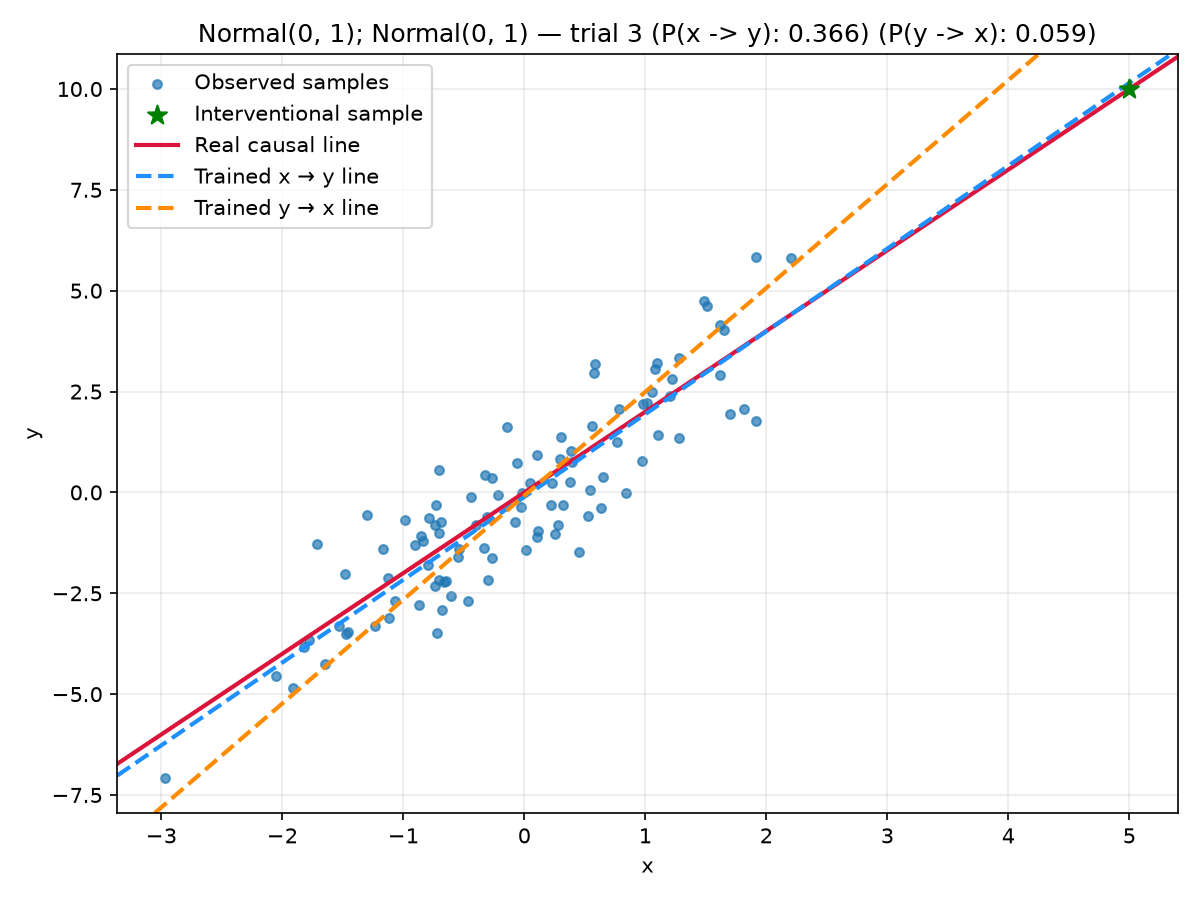 Normal(0, 1); Normal(0, 1) — trial 3 (P(x -> y): 0.366) (P(y -> x): 0.059)
Observed samples
Interventional sample
Real causal line
Trained x → y line
Trained y → x line
10.0
7.5
5.0
2.5
0.0
−2.5
−5.0
−7.5
y
−3
−2
−1
0
1
2
3
4
5
x